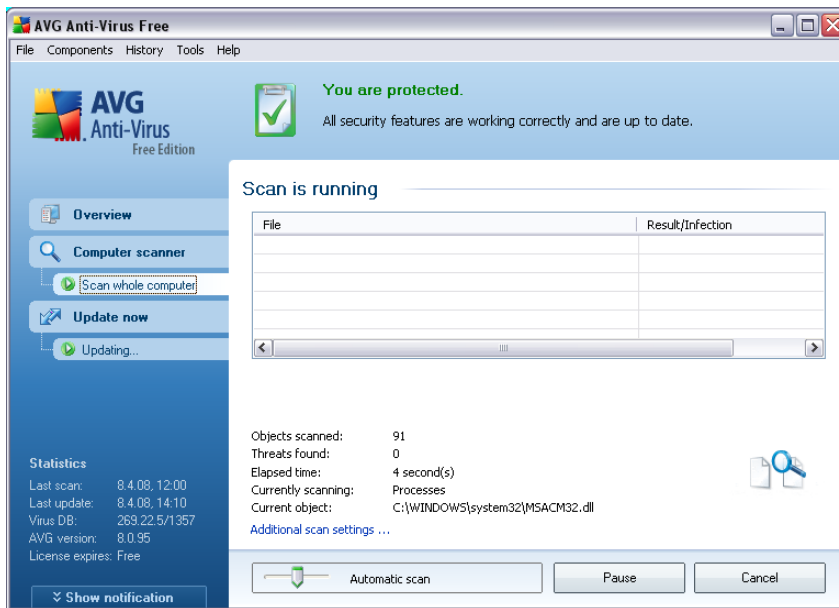 AVG Anti-Virus Free
File Components History Tools Help
AVG
Anti-Virus
Free Edition
You are protected.
All security features are working correctly and are up to date.
Overview
Computer scanner
Scan whole computer
Update now
Updating...
Statistics
Last scan: 8.4.08, 12:00
Last update: 8.4.08, 14:10
Virus DB: 269.22.5/1357
AVG version: 8.0.95
License expires: Free
Show notification
Scan is running
File Result/Infection
Objects scanned: 91
Threats found: 0
Elapsed time: 4 second(s)
Currently scanning: Processes
Current object: C:\WINDOWS\system32\MSACM32.dll
Additional scan settings ...
Automatic scan
Pause
Cancel